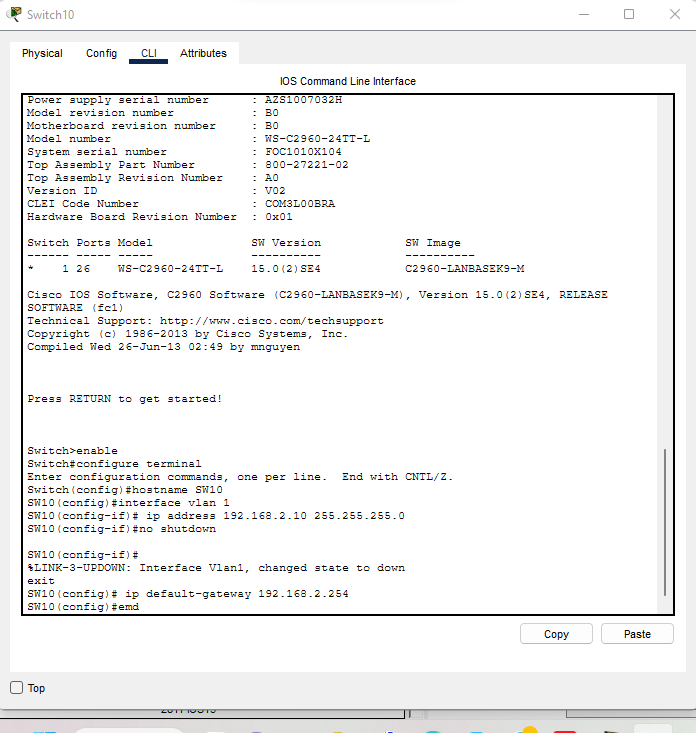 Switch10
Physical Config CLI Attributes
IOS Command Line Interface
Power supply serial number : AZS1007032H
Model revision number : B0
Motherboard revision number : B0
Model number : WS-C2960-24TT-L
System serial number : FOC1010X104
Top Assembly Part Number : 800-27221-02
Top Assembly Revision Number : A0
Version ID : V02
CLEI Code Number : COM3L00BRA
Hardware Board Revision Number : 0x01
Switch Ports Model SW Version SW Image
------ ----- ----- ---------- ----------
* 1 26 WS-C2960-24TT-L 15.0(2)SE4 C2960-LANBASEK9-M
Cisco IOS Software, C2960 Software (C2960-LANBASEK9-M), Version 15.0(2)SE4, RELEASE
SOFTWARE (fc1)
Technical Support: http://www.cisco.com/techsupport
Copyright (c) 1986-2013 by Cisco Systems, Inc.
Compiled Wed 26-Jun-13 02:49 by mnguyen
Press RETURN to get started!
Switch>enable
Switch#configure terminal
Enter configuration commands, one per line. End with CNTL/Z.
Switch(config)#hostname SW10
SW10(config)#interface vlan 1
SW10(config-if)# ip address 192.168.2.10 255.255.255.0
SW10(config-if)#no shutdown
SW10(config-if)#
%LINK-3-UPDOWN: Interface Vlan1, changed state to down
exit
SW10(config)# ip default-gateway 192.168.2.254
SW10(config)#emd
Copy Paste
Top